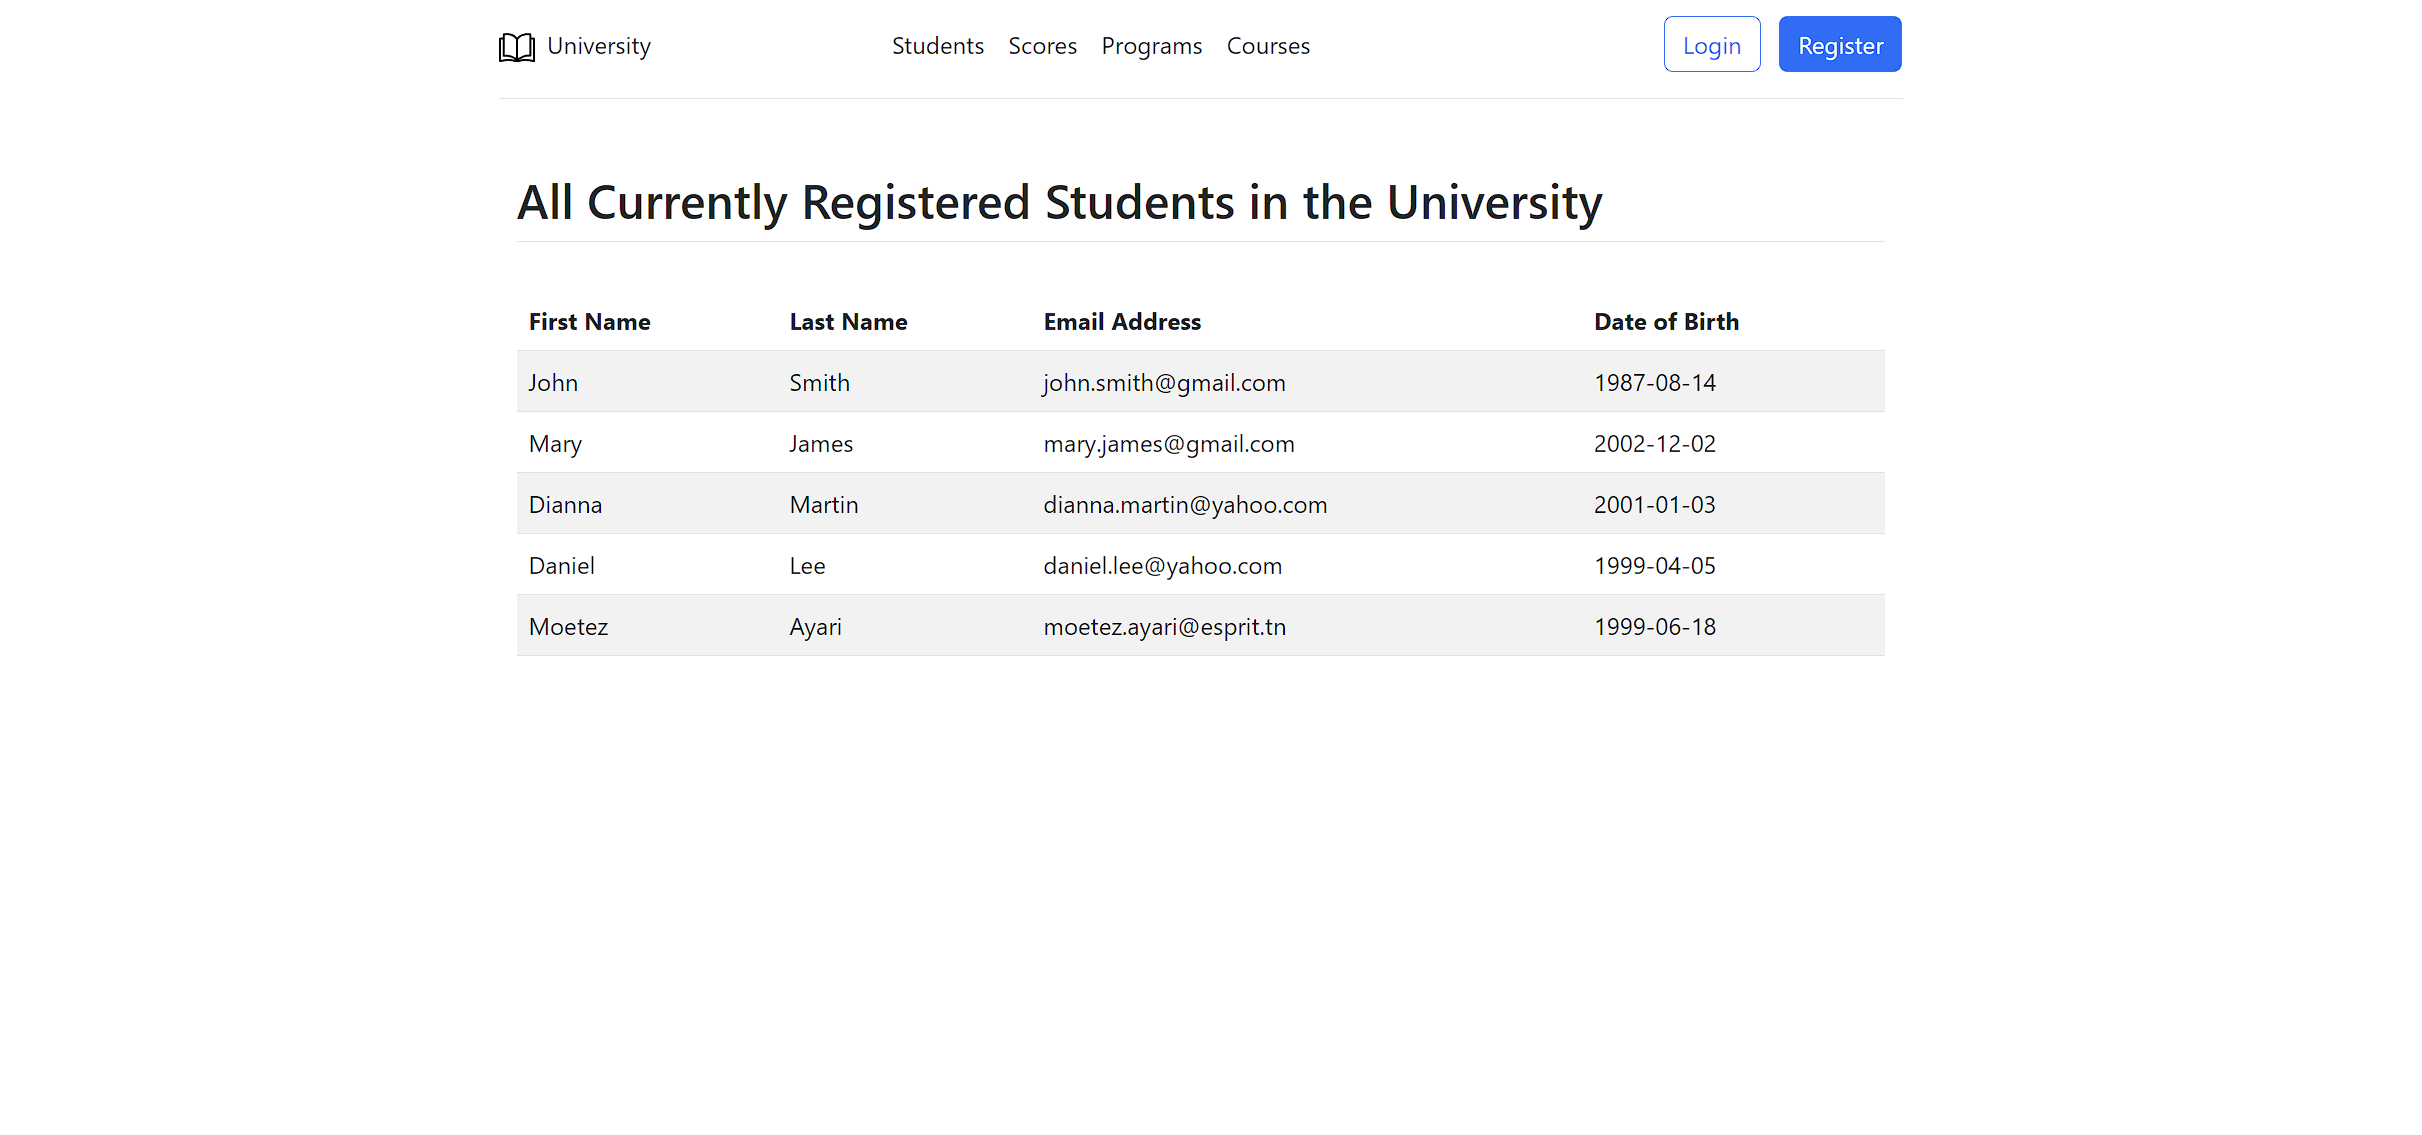 University Students Scores Programs Courses Login Register
All Currently Registered Students in the University
First Name Last Name Email Address Date of Birth
John Smith john.smith@gmail.com 1987-08-14
Mary James mary.james@gmail.com 2002-12-02
Dianna Martin dianna.martin@yahoo.com 2001-01-03
Daniel Lee daniel.lee@yahoo.com 1999-04-05
Moetez Ayari moetez.ayari@esprit.tn 1999-06-18